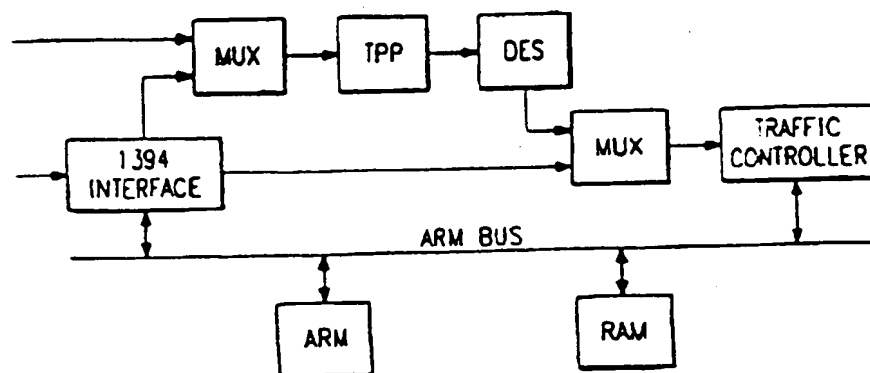 MUX
TPP
DES
1394
INTERFACE
MUX
TRAFFIC
CONTROLLER
ARM BUS
ARM
RAM